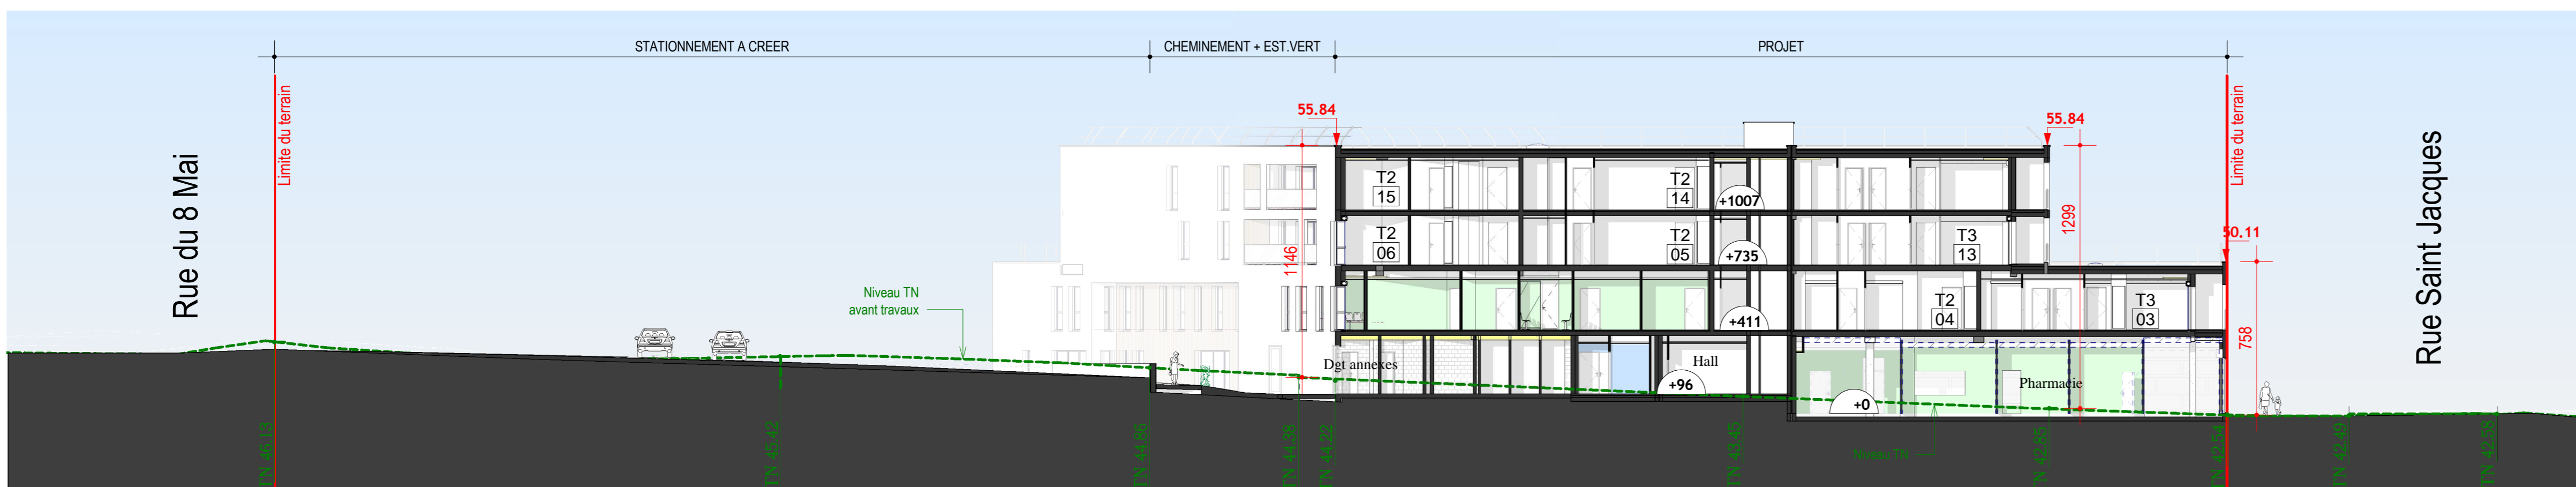 STATIONNEMENT A CREER
CHEMINEMENT + EST.VERT
PROJET
Rue du 8 Mai
Limite du terrain
Niveau TN
avant travaux
55.84
1146
55.84
1299
Limite du terrain
50.11
758
Rue Saint Jacques
T2
15
T2
14
+1007
T2
06
T2
05
+735
T3
13
+411
T2
04
T3
03
Dgt annexes
Hall
+96
Pharmacie
+0
Niveau TN
TN 46.13
TN 45.42
TN 44.86
TN 44.38
TN 44.22
TN 43.45
TN 42.85
TN 42.54
TN 42.49
TN 42.58